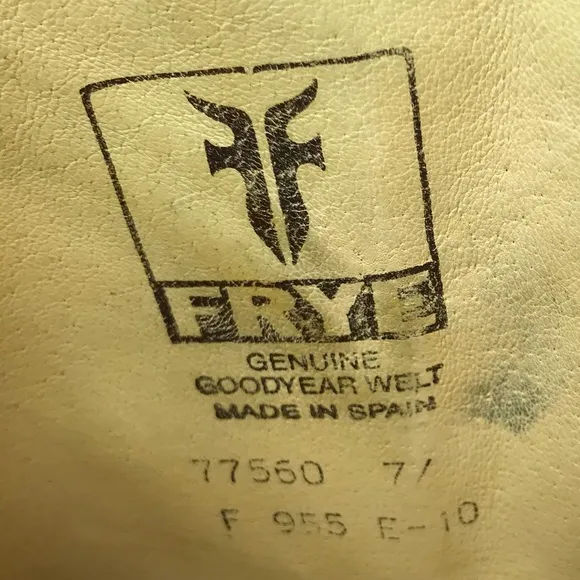 FRYE
GENUINE
GOODYEAR WELT
MADE IN SPAIN
77560 7/
F 955 E-10